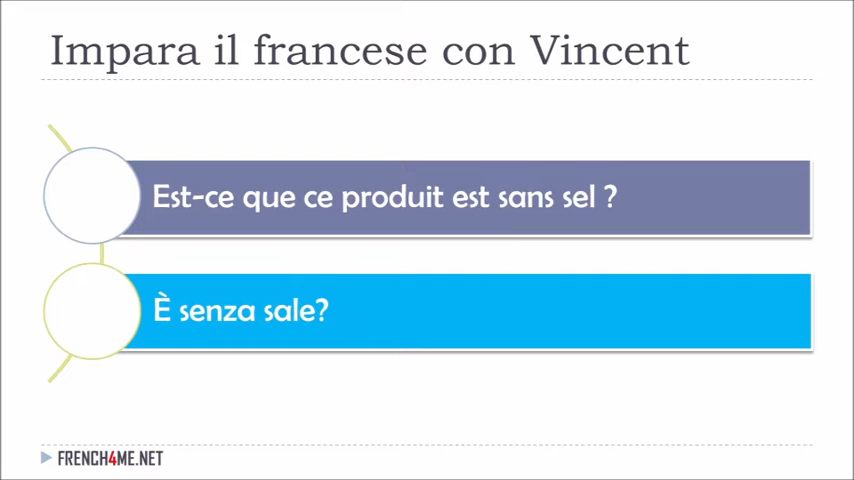 Impara il francese con Vincent
Est-ce que ce produit est sans sel ?
È senza sale?
FRENCH4ME.NET